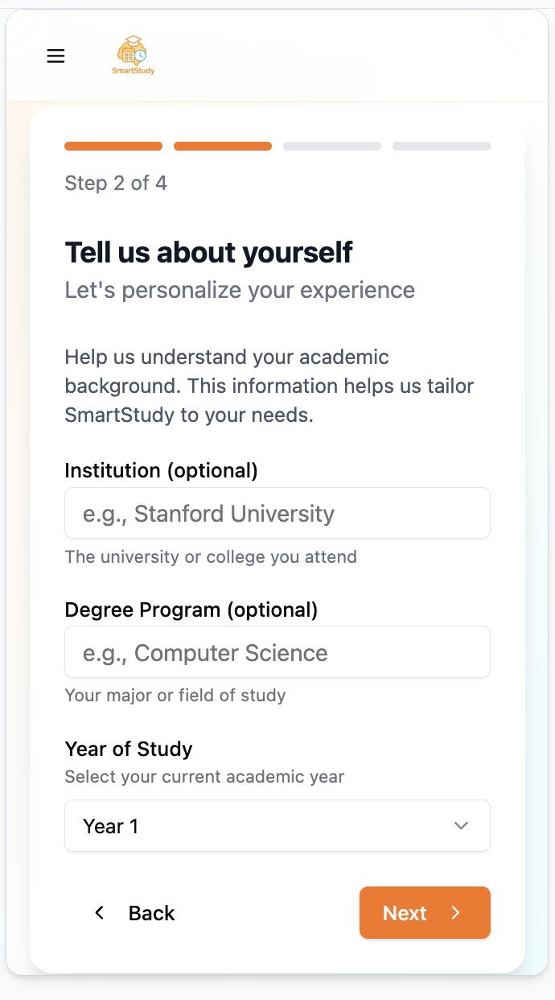 SmartStudy
Step 2 of 4
Tell us about yourself
Let's personalize your experience
Help us understand your academic
background. This information helps us tailor
SmartStudy to your needs.
Institution (optional)
e.g., Stanford University
The university or college you attend
Degree Program (optional)
e.g., Computer Science
Your major or field of study
Year of Study
Select your current academic year
Year 1
Back
Next